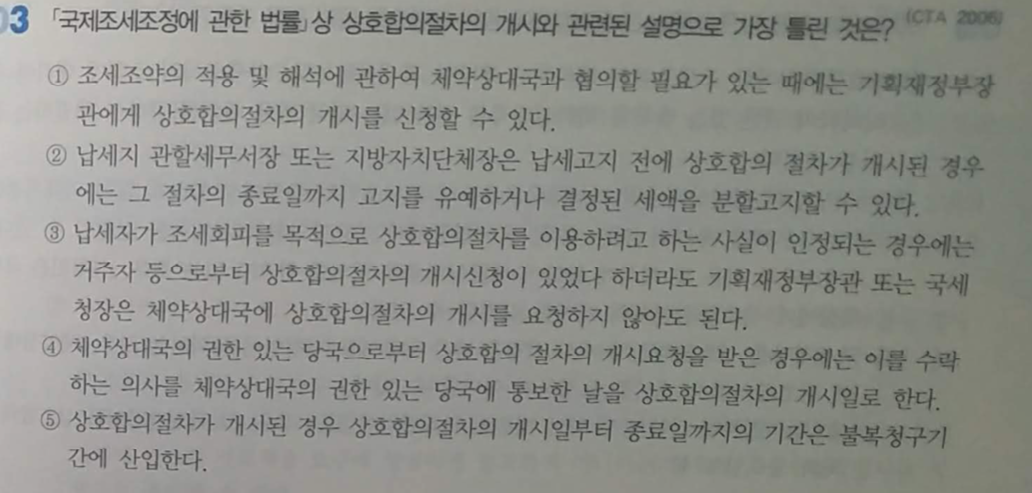 03 「국제조세조정에 관한 법률」상 상호합의절차의 개시와 관련된 설명으로 가장 틀린 것은? (CTA 2006)
① 조세조약의 적용 및 해석에 관하여 체약상대국과 협의할 필요가 있는 때에는 기획재정부장
관에게 상호합의절차의 개시를 신청할 수 있다.
② 납세지 관할세무서장 또는 지방자치단체장은 납세고지 전에 상호합의 절차가 개시된 경우
에는 그 절차의 종료일까지 고지를 유예하거나 결정된 세액을 분할고지할 수 있다.
③ 납세자가 조세회피를 목적으로 상호합의절차를 이용하려고 하는 사실이 인정되는 경우에는
거주자 등으로부터 상호합의절차의 개시신청이 있었다 하더라도 기획재정부장관 또는 국세
청장은 체약상대국에 상호합의절차의 개시를 요청하지 않아도 된다.
④ 체약상대국의 권한 있는 당국으로부터 상호합의 절차의 개시요청을 받은 경우에는 이를 수락
하는 의사를 체약상대국의 권한 있는 당국에 통보한 날을 상호합의절차의 개시일로 한다.
⑤ 상호합의절차가 개시된 경우 상호합의절차의 개시일부터 종료일까지의 기간은 불복청구기
간에 산입한다.